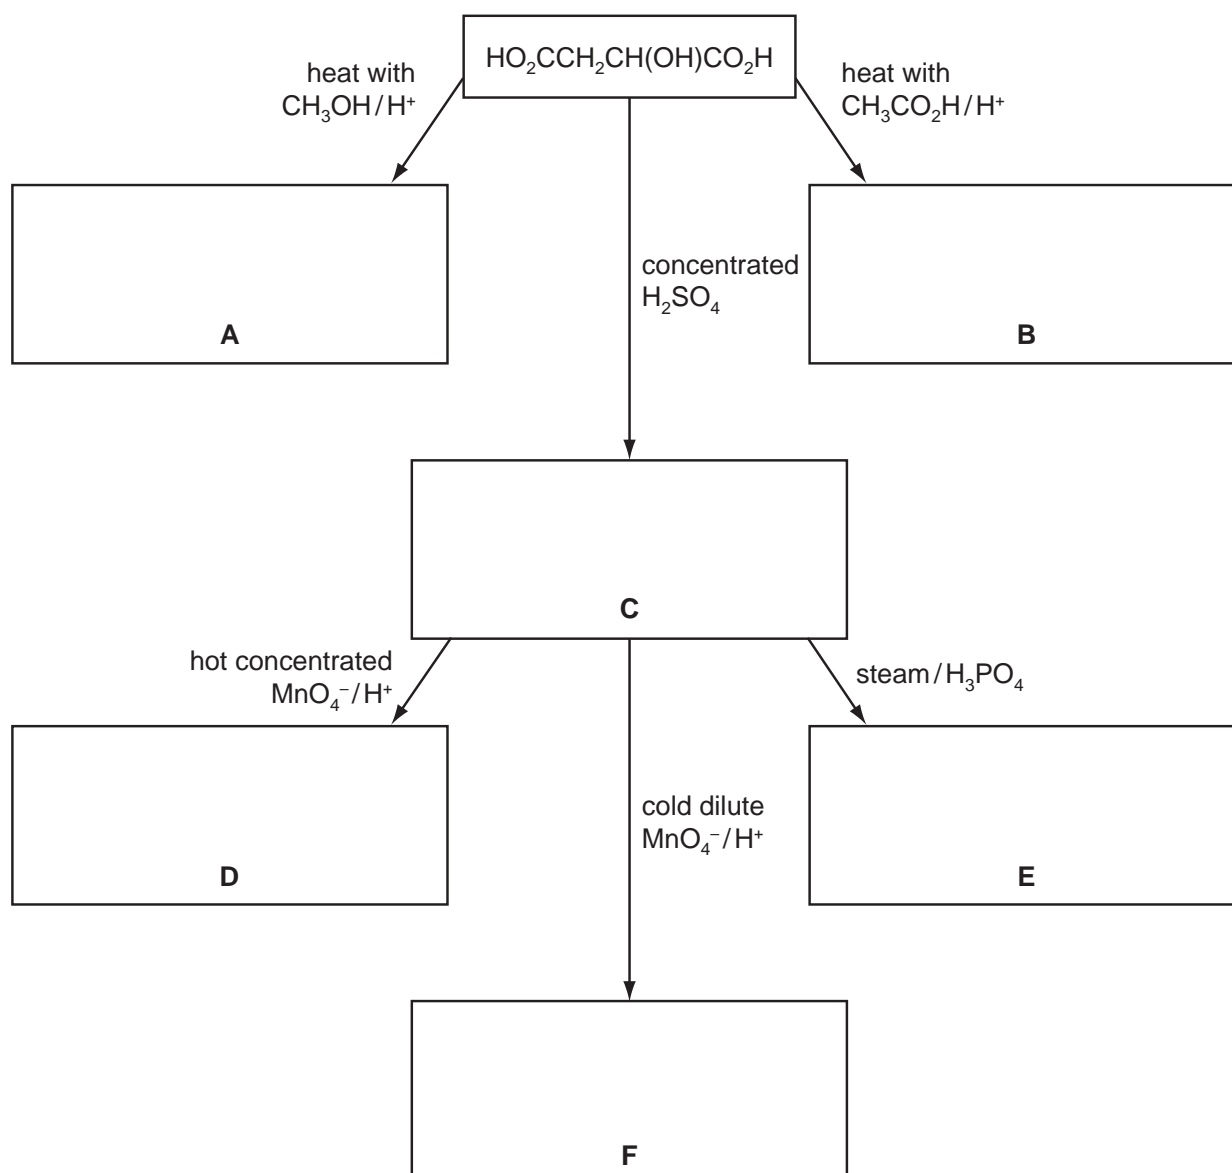 HO₂CCH₂CH(OH)CO₂H
heat with
CH₃OH/H⁺
heat with
CH₃CO₂H/H⁺
A
concentrated
H₂SO₄
B
C
hot concentrated
MnO₄⁻/H⁺
steam/H₃PO₄
D
cold dilute
MnO₄⁻/H⁺
E
F